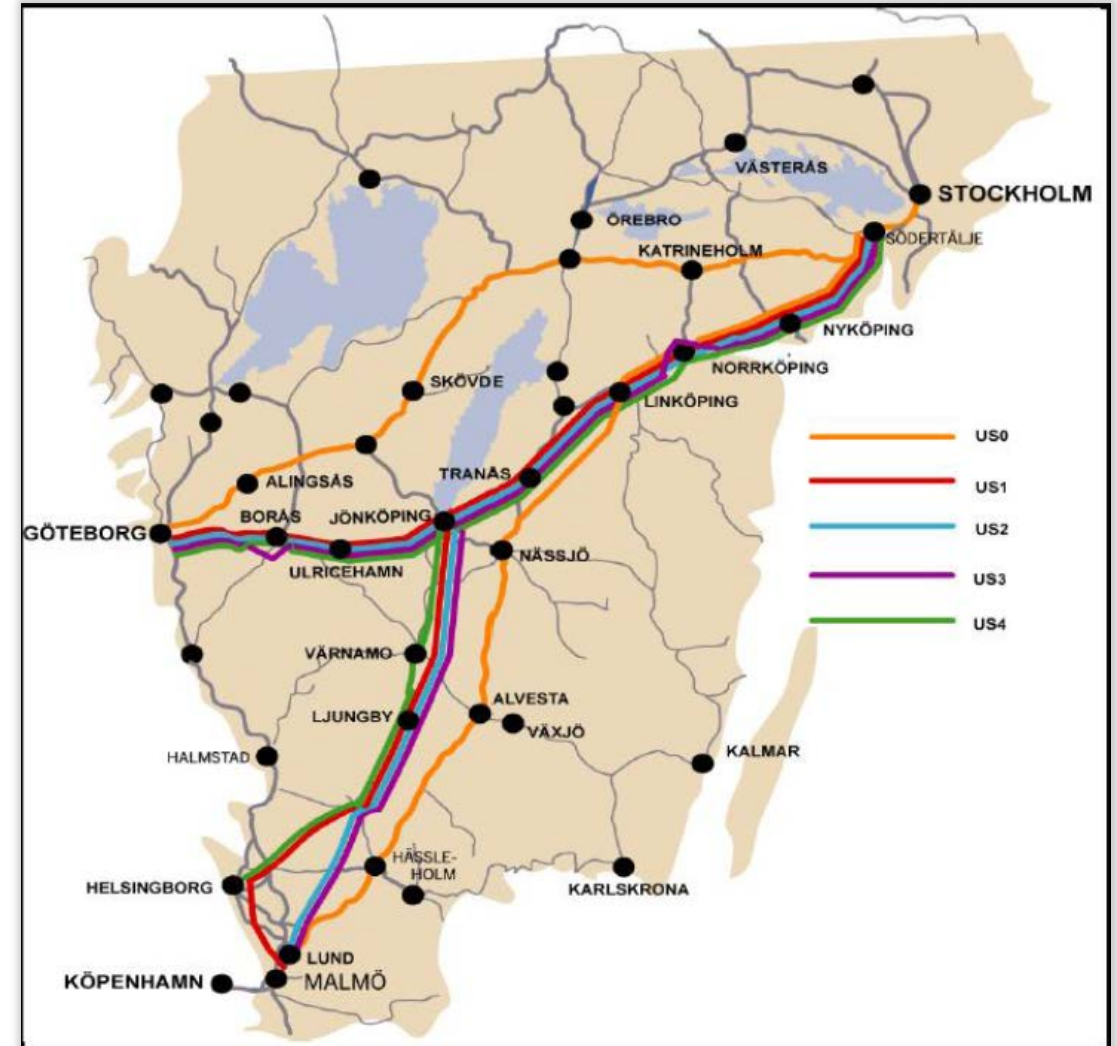 VÄSTERÅS
STOCKHOLM
ÖREBRO
SÖDERTÄLJE
KATRINEHOLM
NYKÖPING
NORRKÖPING
SKÖVDE
LINKÖPING
US0
TRANÅS
ALINGSÅS
US1
BORÅS
JÖNKÖPING
GÖTEBORG
US2
NÄSSJÖ
ULRICEHAMN
US3
US4
VÄRNAMO
ALVESTA
LJUNGBY
VÄXJÖ
KALMAR
HALMSTAD
HÄSSLE-
HOLM
HELSINGBORG
KARLSKRONA
LUND
KÖPENHAMN
MALMÖ